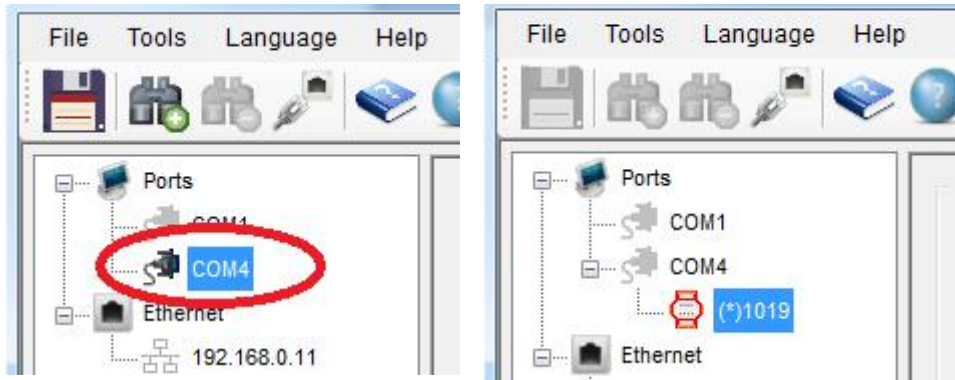 File Tools Language Help
Ports
COM1
COM4
Ethernet
192.168.0.11
File Tools Language Help
Ports
COM1
COM4
(*)1019
Ethernet